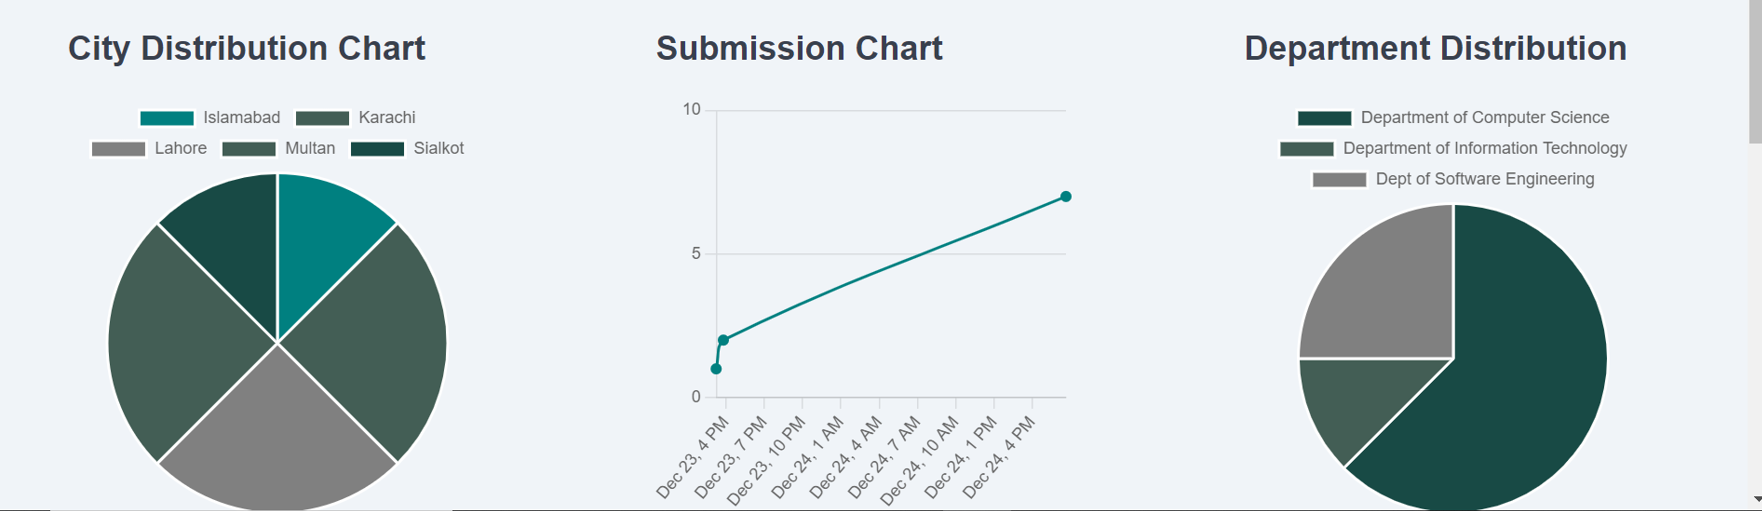 City Distribution Chart
Islamabad Karachi
Lahore Multan Sialkot
Submission Chart
10
5
0
Dec 23, 4 PM
Dec 23, 7 PM
Dec 23, 10 PM
Dec 24, 1 AM
Dec 24, 4 AM
Dec 24, 7 AM
Dec 24, 10 AM
Dec 24, 1 PM
Dec 24, 4 PM
Department Distribution
Department of Computer Science
Department of Information Technology
Dept of Software Engineering